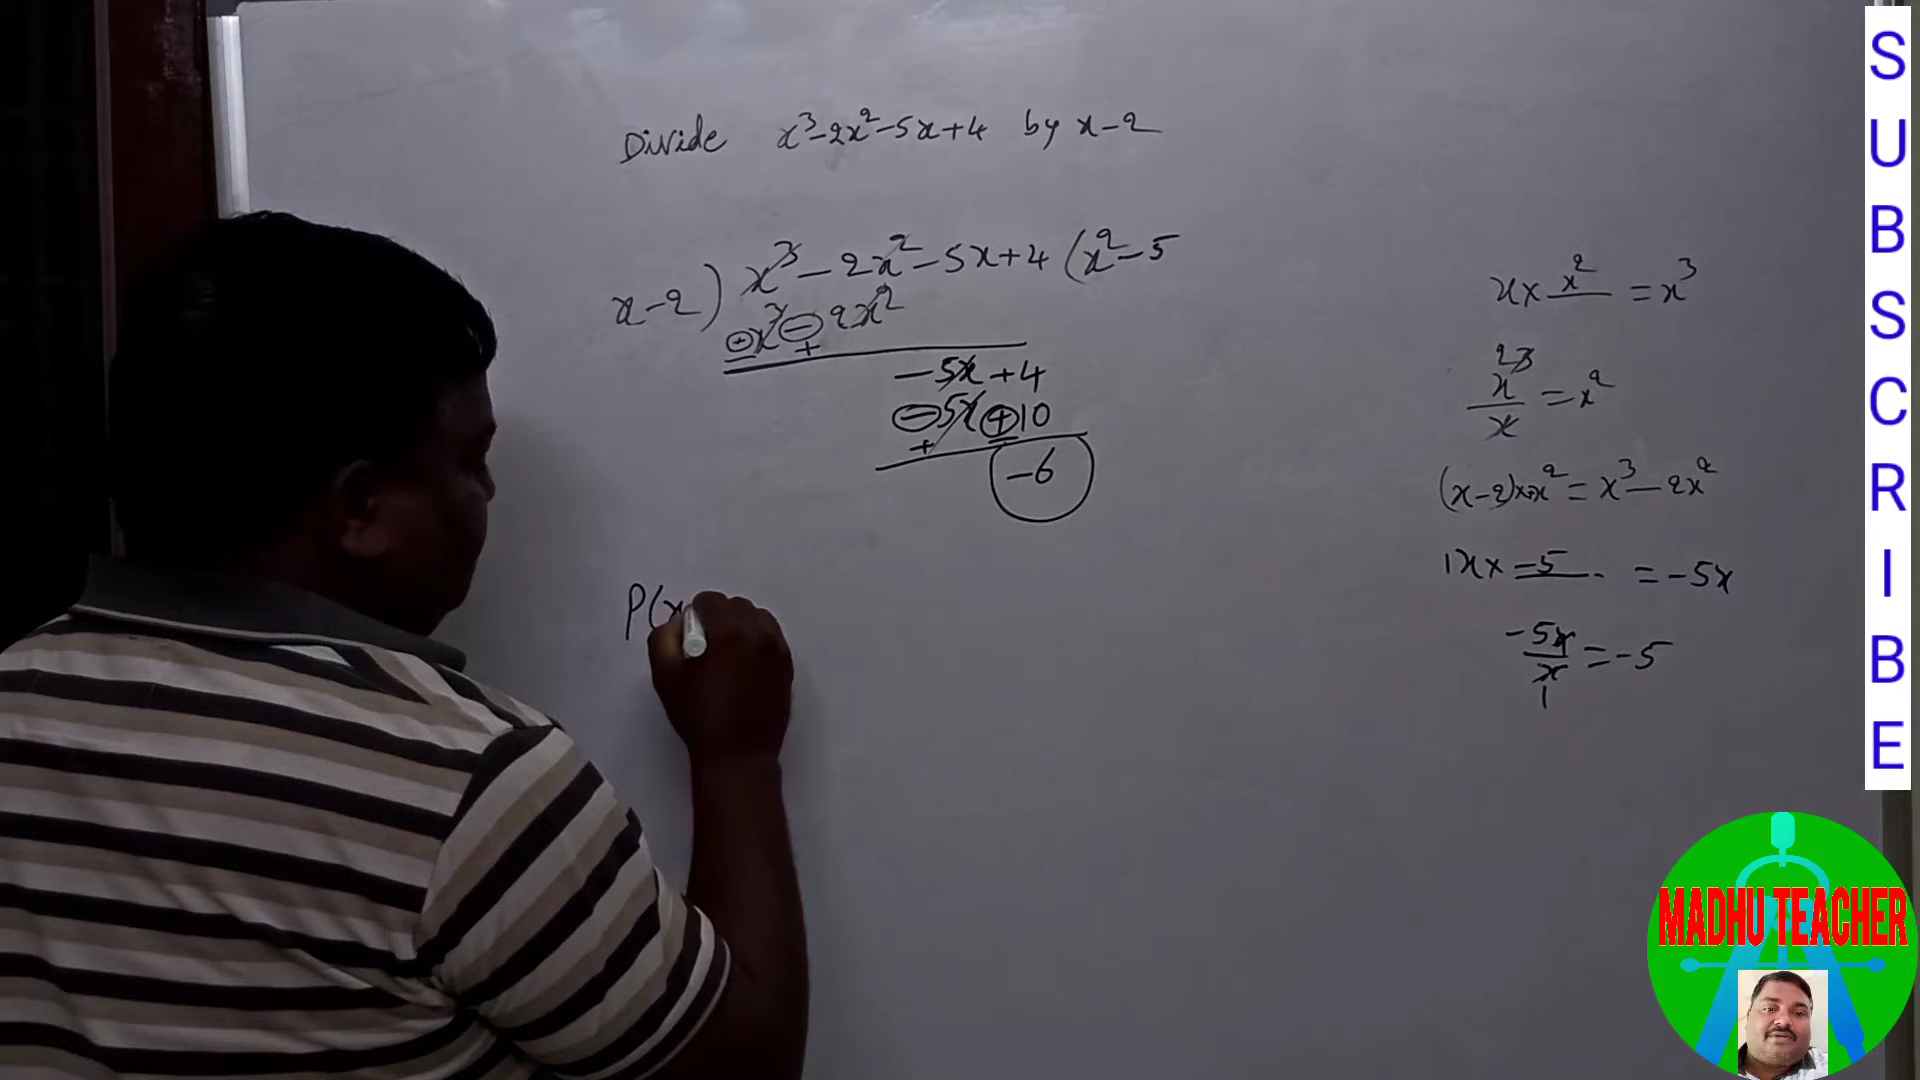 Divide x³-2x²-5x+4 by x-2
x-2) x³-2x²-5x+4 (x²-5
+x³-2x²
- +
-5x+4
-5x+10
+ -
-6
P(x
x× x² = x³
x³/x = x²
(x-2)×x² = x³-2x²
1x× -5 = -5x
-5x/x = -5
1
SUBSCRIBE
MADHU TEACHER